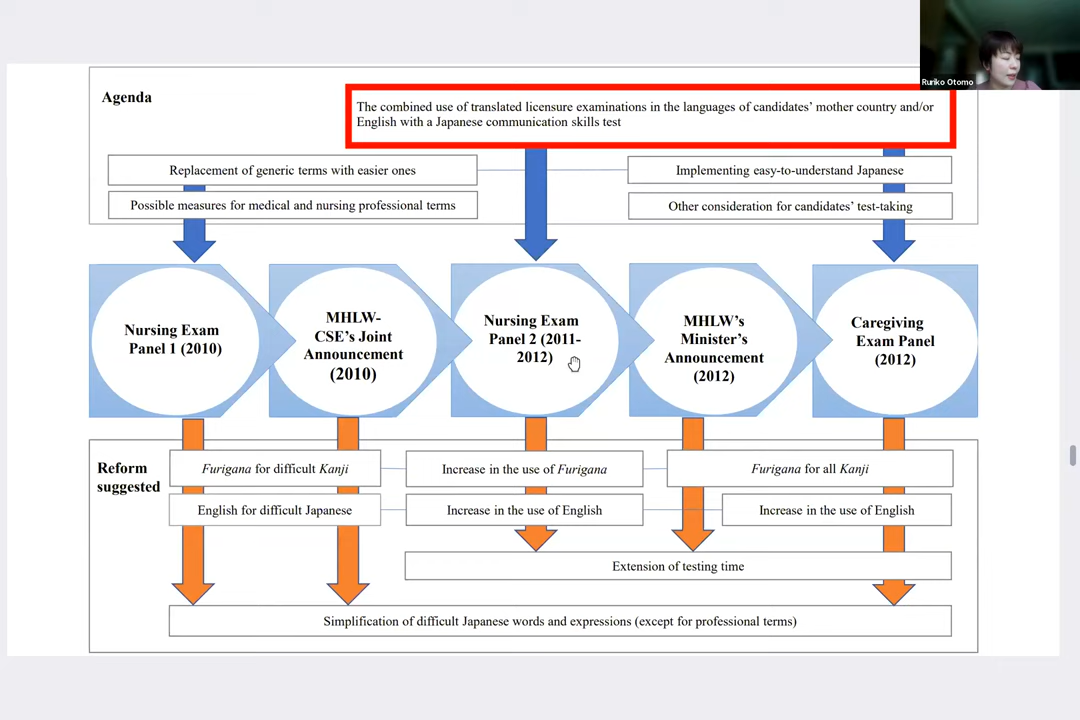 Ruriko Otomo
Agenda
The combined use of translated licensure examinations in the languages of candidates' mother country and/or
English with a Japanese communication skills test
Replacement of generic terms with easier ones
Implementing easy-to-understand Japanese
Possible measures for medical and nursing professional terms
Other consideration for candidates' test-taking
Nursing Exam
Panel 1 (2010)
MHLW-
CSE's Joint
Announcement
(2010)
Nursing Exam
Panel 2 (2011-
2012)
MHLW's
Minister's
Announcement
(2012)
Caregiving
Exam Panel
(2012)
Reform
suggested
Furigana for difficult Kanji
Increase in the use of Furigana
Furigana for all Kanji
English for difficult Japanese
Increase in the use of English
Increase in the use of English
Extension of testing time
Simplification of difficult Japanese words and expressions (except for professional terms)